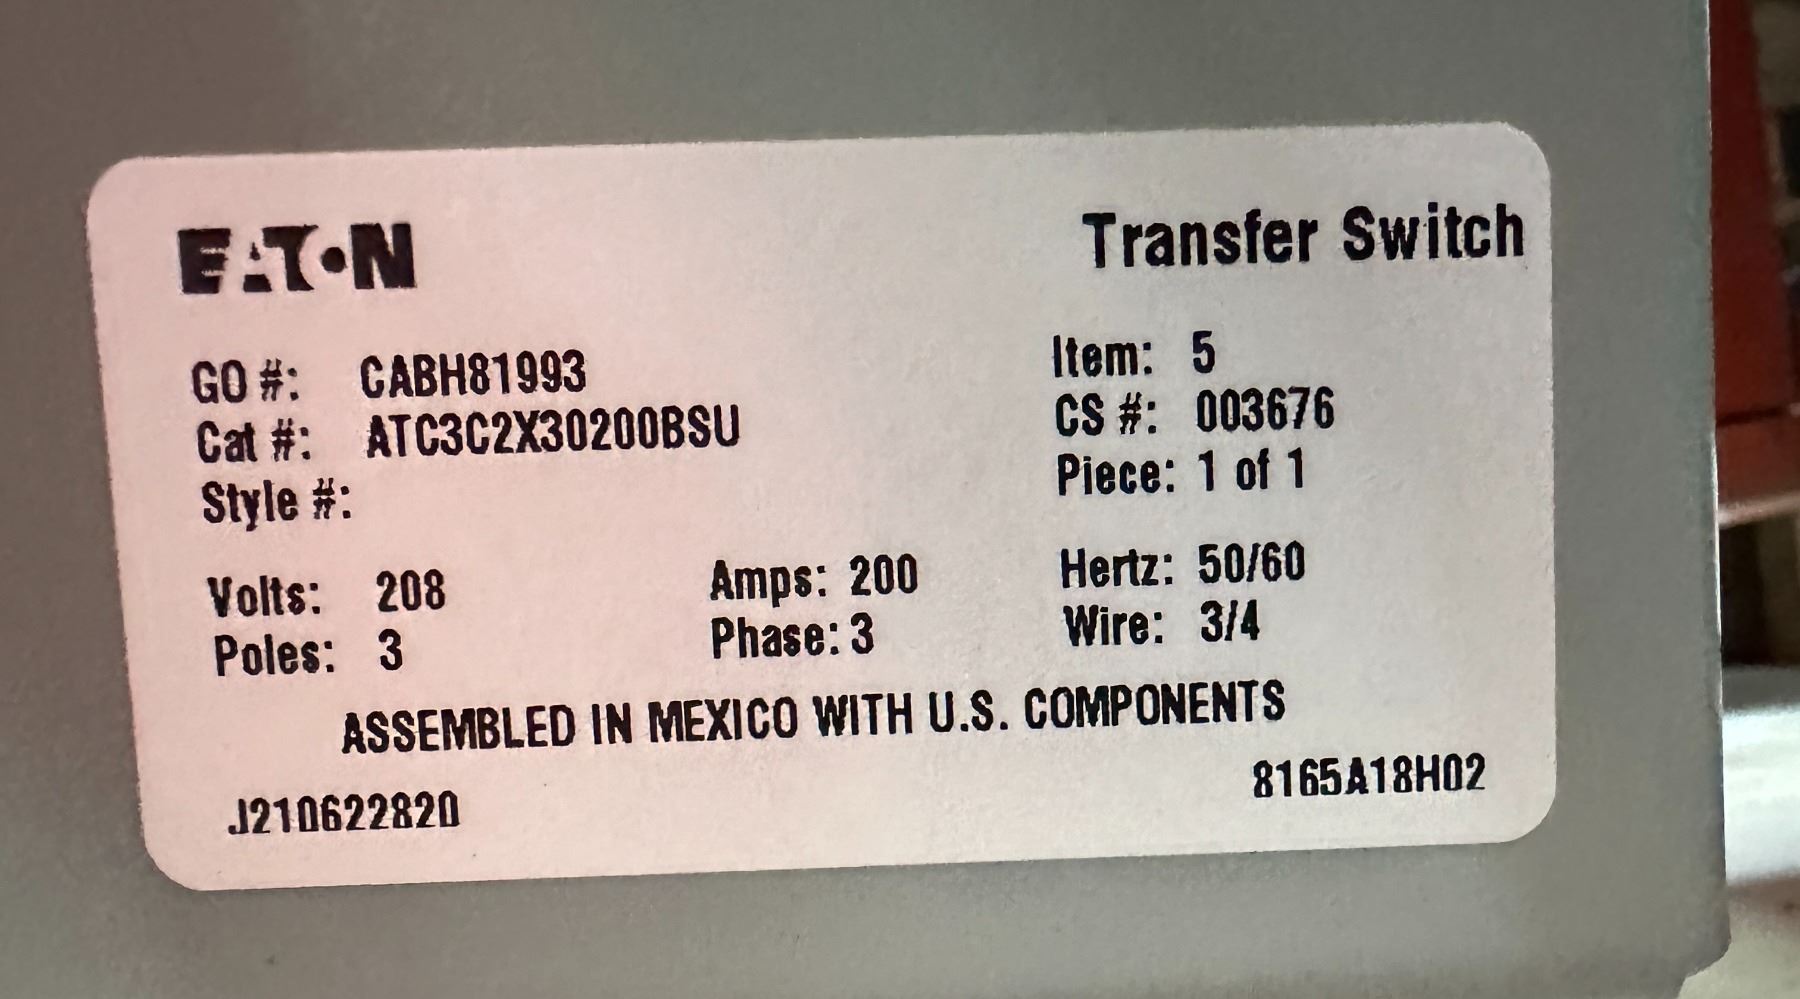 EATON Transfer Switch
GO #: CABH81993 Item: 5
Cat #: ATC3C2X30200BSU CS #: 003676
Style #: Piece: 1 of 1
Volts: 208 Amps: 200 Hertz: 50/60
Poles: 3 Phase: 3 Wire: 3/4
ASSEMBLED IN MEXICO WITH U.S. COMPONENTS
J210622820 8165A18H02